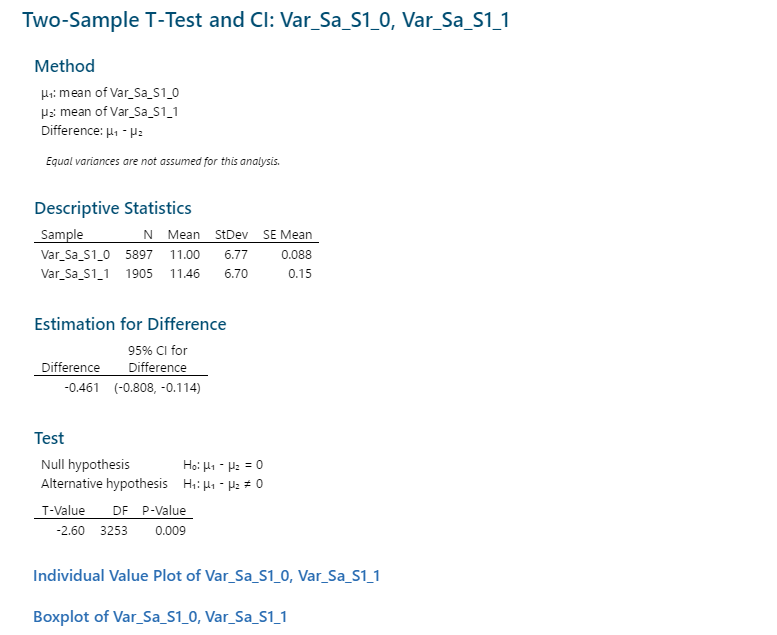 Two-Sample T-Test and CI: Var_Sa_S1_0, Var_Sa_S1_1
Method
µ₁: mean of Var_Sa_S1_0
µ₂: mean of Var_Sa_S1_1
Difference: µ₁ - µ₂
Equal variances are not assumed for this analysis.
Descriptive Statistics
Sample N Mean StDev SE Mean
Var_Sa_S1_0 5897 11.00 6.77 0.088
Var_Sa_S1_1 1905 11.46 6.70 0.15
Estimation for Difference
95% CI for
Difference Difference
-0.461 (-0.808, -0.114)
Test
Null hypothesis H₀: µ₁ - µ₂ = 0
Alternative hypothesis H₁: µ₁ - µ₂ ≠ 0
T-Value DF P-Value
-2.60 3253 0.009
Individual Value Plot of Var_Sa_S1_0, Var_Sa_S1_1
Boxplot of Var_Sa_S1_0, Var_Sa_S1_1